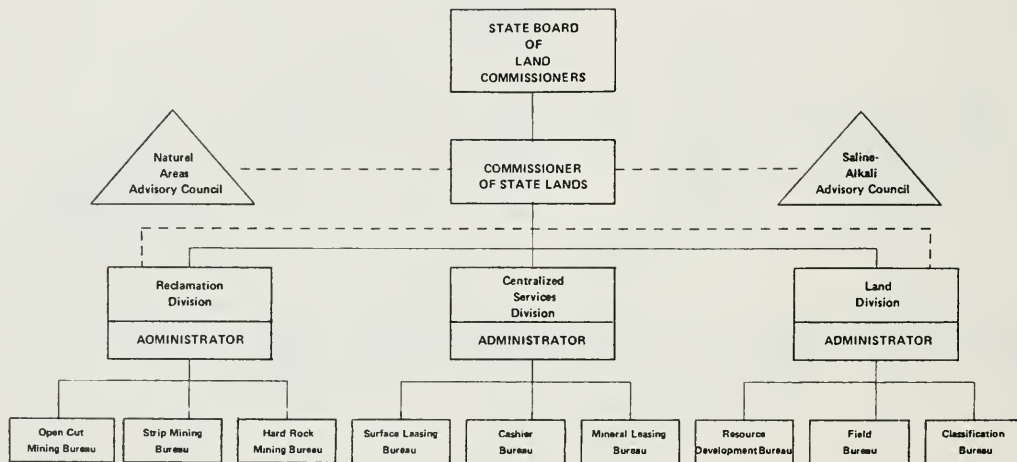 STATE BOARD
OF
LAND
COMMISSIONERS
Natural
Areas
Advisory Council
COMMISSIONER
OF STATE LANDS
Saline-
Alkali
Advisory Council
Reclamation
Division
AOMINISTRATOR
Centralized
Services
Division
ADMINISTRATOR
Land
Division
ADMINISTRATOR
Open Cut
Mining Bureau
Strip Mining
Bureau
Hard Rock
Mining Bureau
Surface Leasing
Bureau
Cashier
Bureau
Mineral Leasing
Bureau
Resource
Development Bureau
Field
Bureau
Classification
Bureau